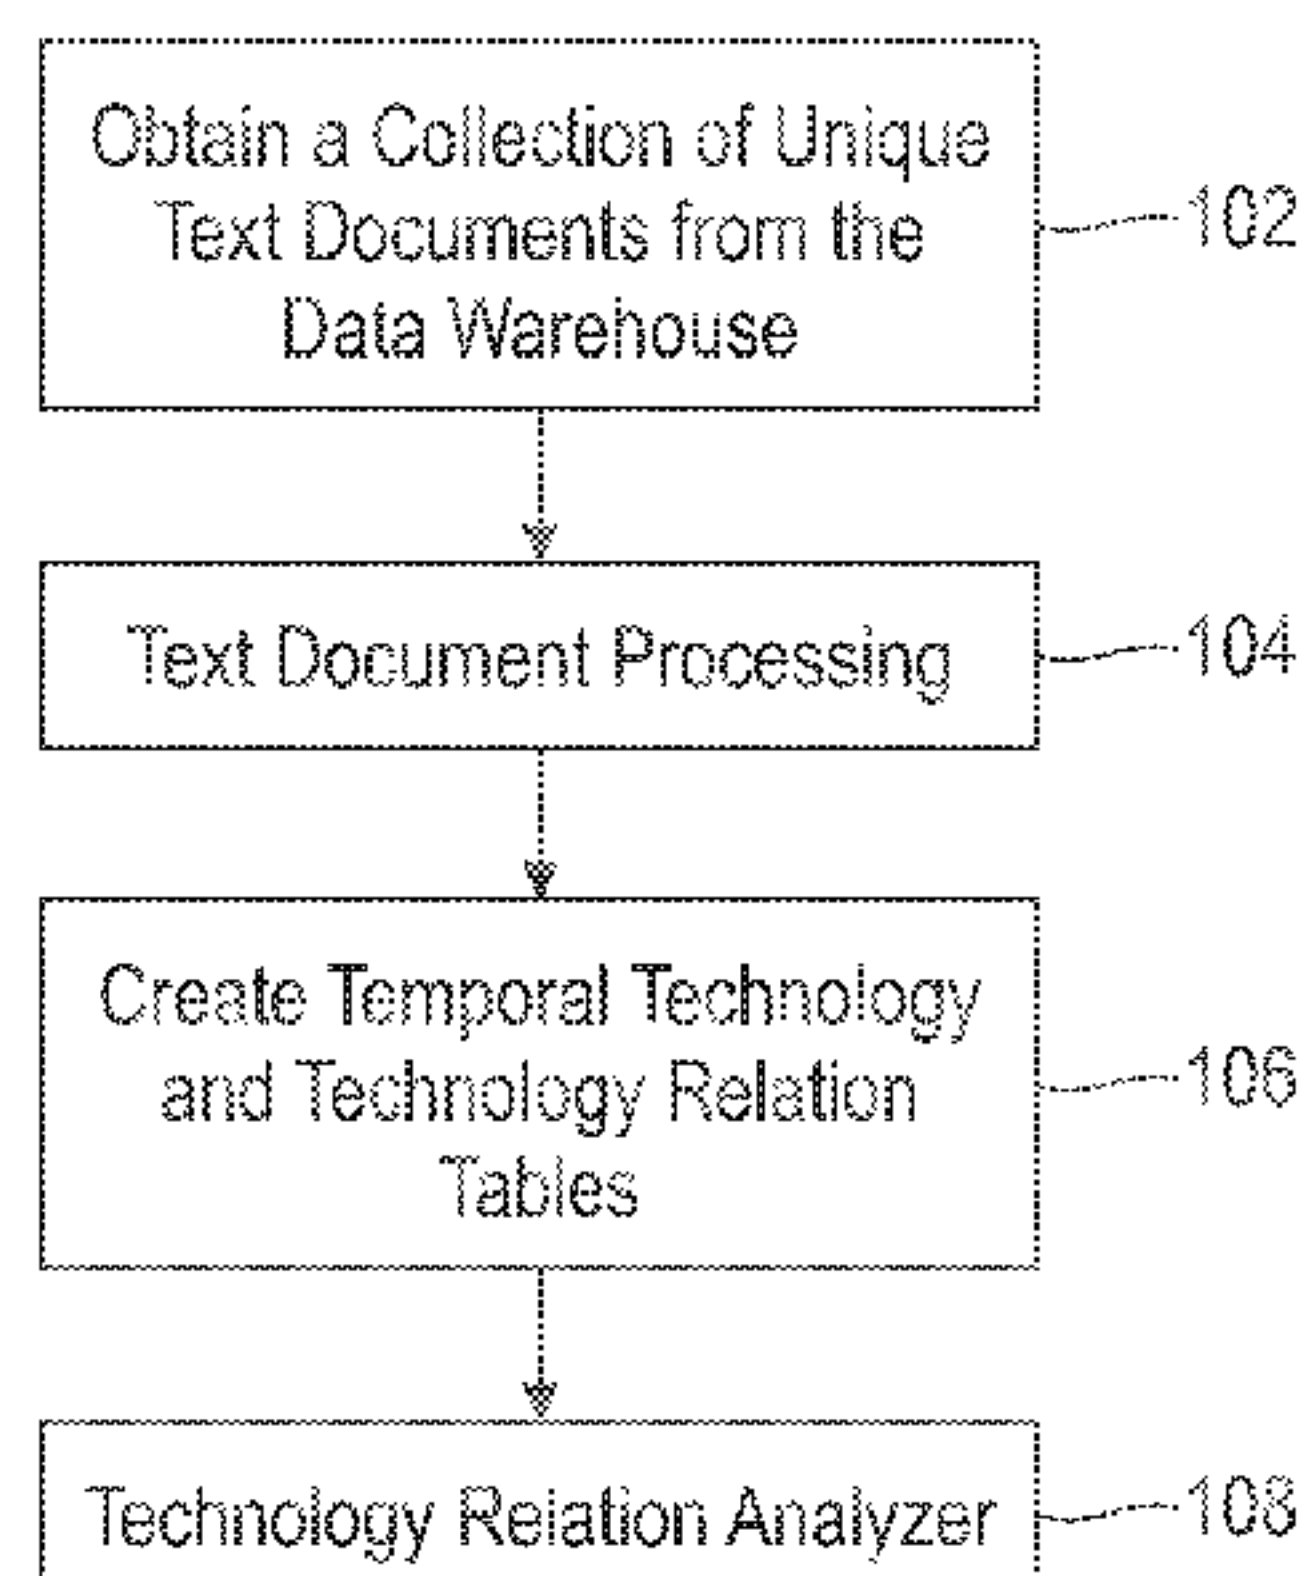 Obtain a Collection of Unique
Text Documents from the
Data Warehouse
102
Text Document Processing
104
Create Temporal Technology
and Technology Relation
Tables
106
Technology Relation Analyzer
108